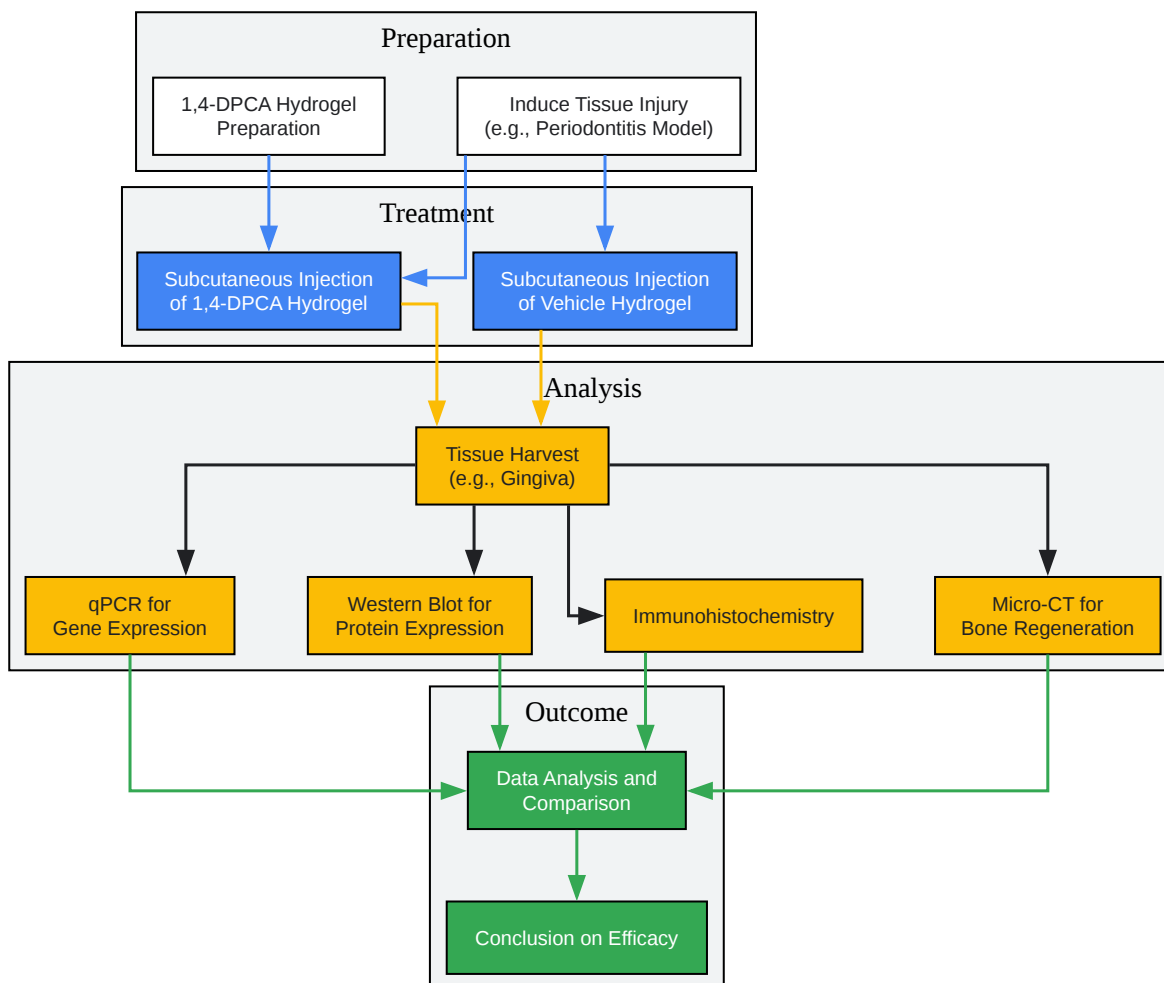 Preparation
1,4-DPCA Hydrogel
Preparation
Induce Tissue Injury
(e.g., Periodontitis Model)
Treatment
Subcutaneous Injection
of 1,4-DPCA Hydrogel
Subcutaneous Injection
of Vehicle Hydrogel
Analysis
Tissue Harvest
(e.g., Gingiva)
qPCR for
Gene Expression
Western Blot for
Protein Expression
Immunohistochemistry
Micro-CT for
Bone Regeneration
Outcome
Data Analysis and
Comparison
Conclusion on Efficacy